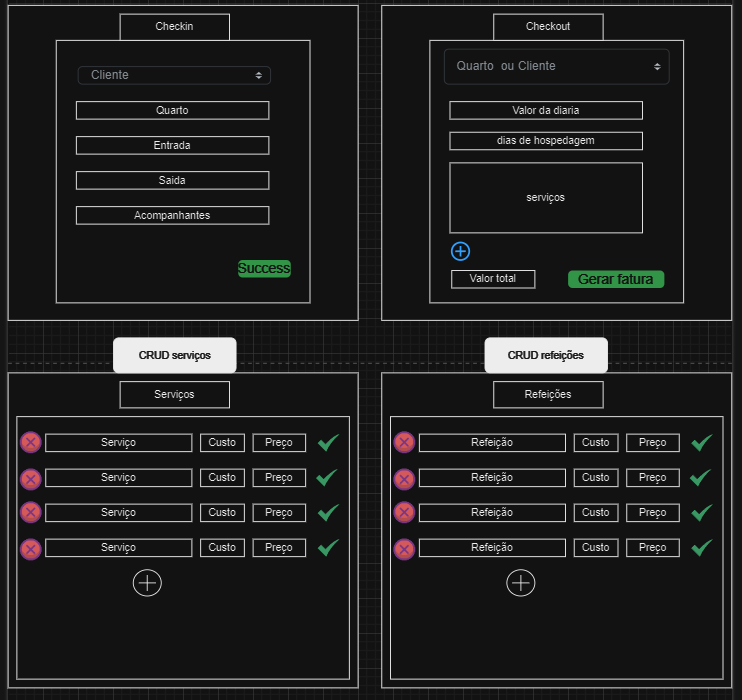 Checkin
Cliente
Quarto
Entrada
Saida
Acompanhantes
Success
Checkout
Quarto ou Cliente
Valor da diaria
dias de hospedagem
serviços
Valor total
Gerar fatura
CRUD serviços
Serviços
Serviço Custo Preço
Serviço Custo Preço
Serviço Custo Preço
Serviço Custo Preço
CRUD refeições
Refeições
Refeição Custo Preço
Refeição Custo Preço
Refeição Custo Preço
Refeição Custo Preço